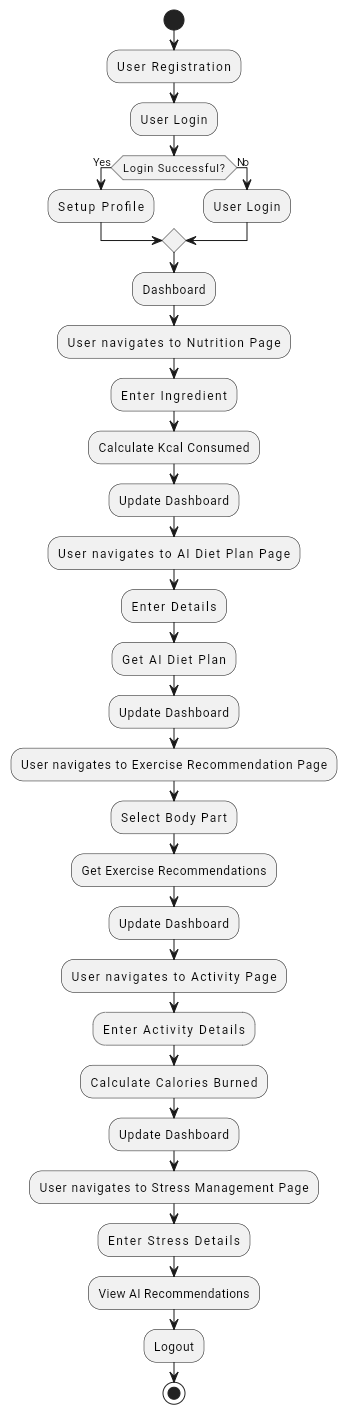 User Registration
User Login
Login Successful?
Yes
No
Setup Profile
User Login
Dashboard
User navigates to Nutrition Page
Enter Ingredient
Calculate Kcal Consumed
Update Dashboard
User navigates to AI Diet Plan Page
Enter Details
Get AI Diet Plan
Update Dashboard
User navigates to Exercise Recommendation Page
Select Body Part
Get Exercise Recommendations
Update Dashboard
User navigates to Activity Page
Enter Activity Details
Calculate Calories Burned
Update Dashboard
User navigates to Stress Management Page
Enter Stress Details
View AI Recommendations
Logout